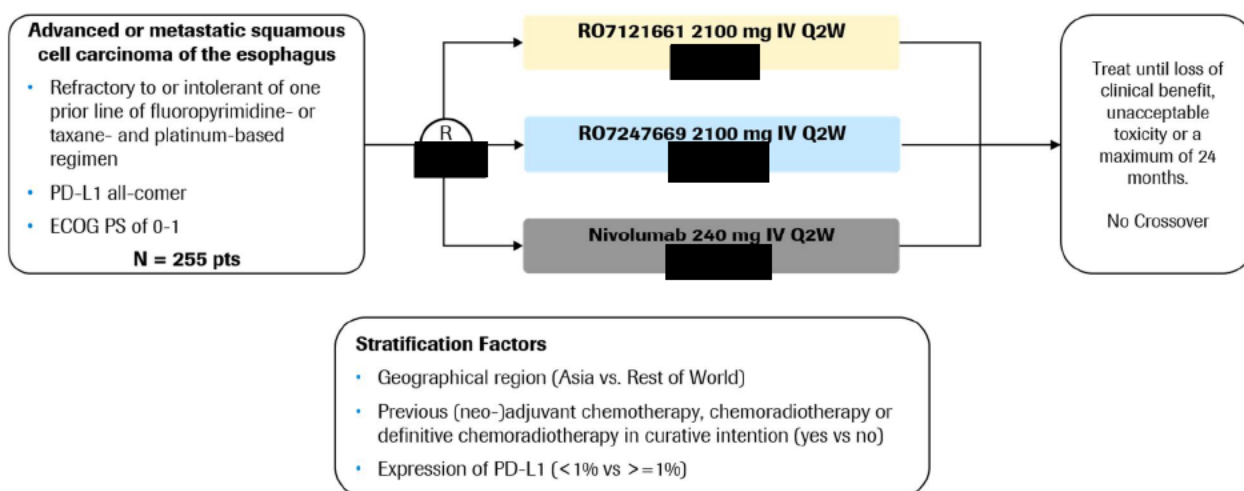 Advanced or metastatic squamous
cell carcinoma of the esophagus
• Refractory to or intolerant of one
prior line of fluoropyrimidine- or
taxane- and platinum-based
regimen
• PD-L1 all-comer
• ECOG PS of 0-1
N = 255 pts
R
RO7121661 2100 mg IV Q2W
RO7247669 2100 mg IV Q2W
Nivolumab 240 mg IV Q2W
Treat until loss of
clinical benefit,
unacceptable
toxicity or a
maximum of 24
months.
No Crossover
Stratification Factors
• Geographical region (Asia vs. Rest of World)
• Previous (neo-)adjuvant chemotherapy, chemoradiotherapy or
definitive chemoradiotherapy in curative intention (yes vs no)
• Expression of PD-L1 (<1% vs >=1%)